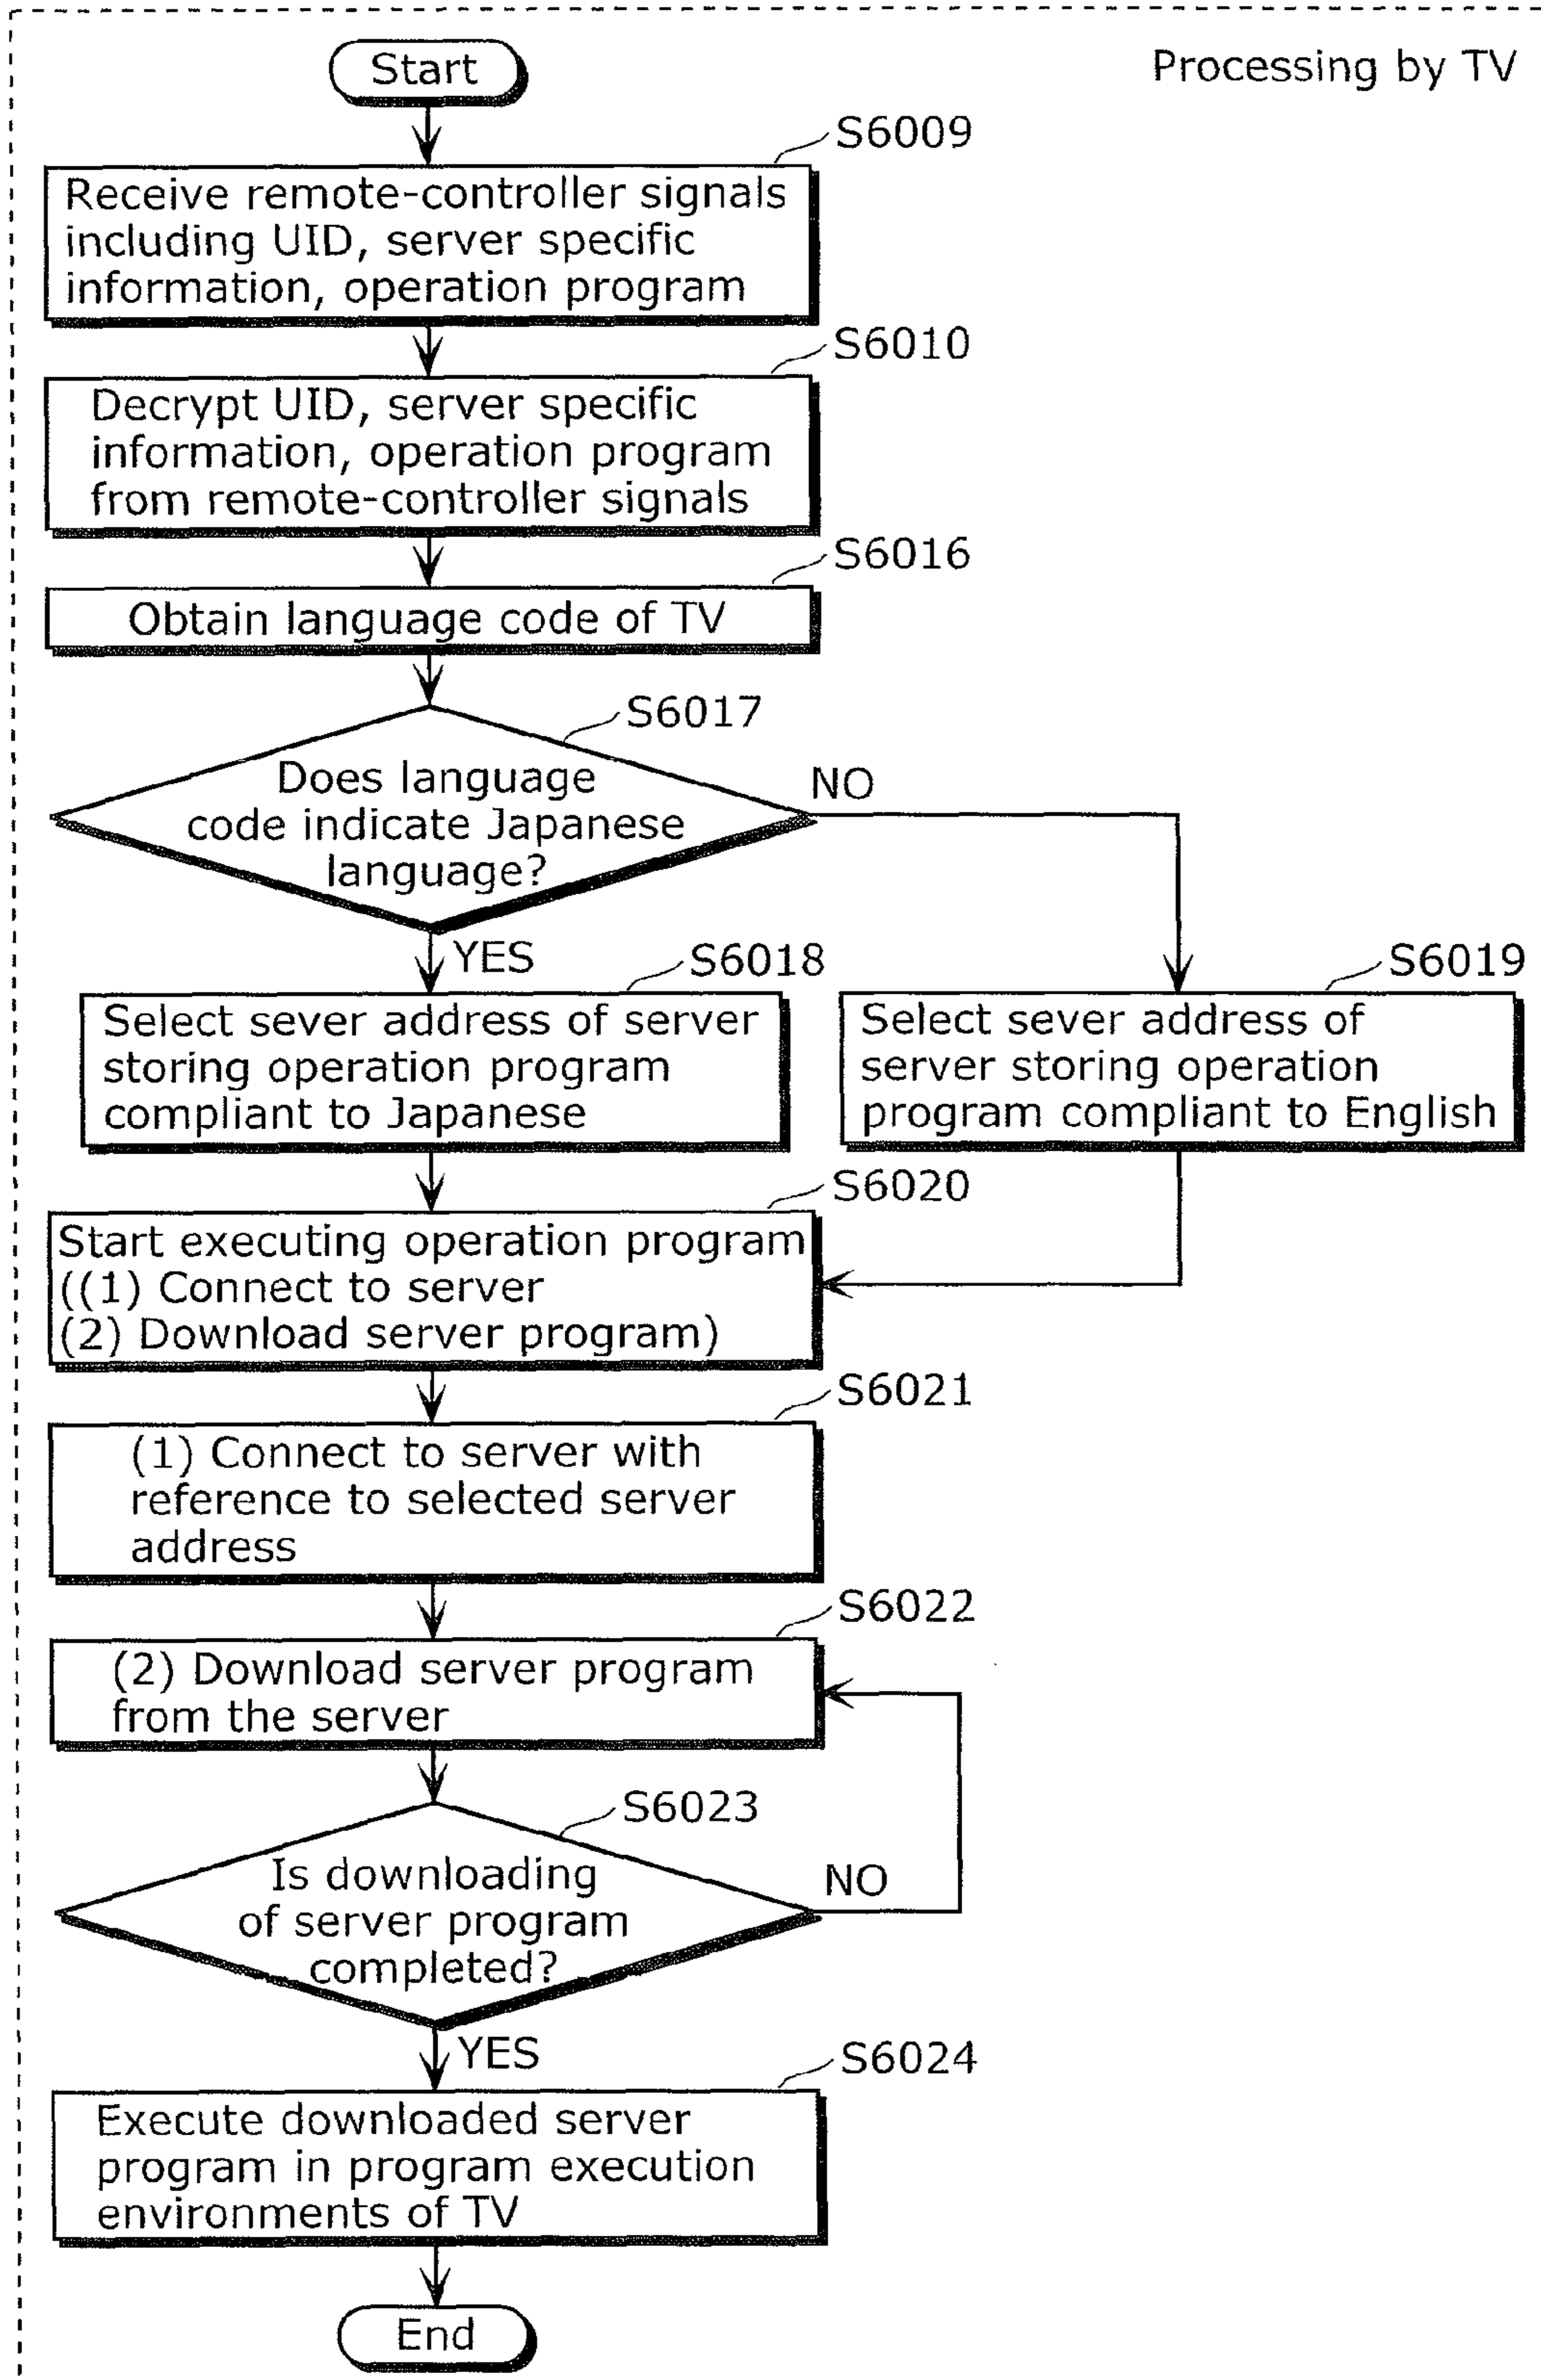 Start
Processing by TV
S6009
Receive remote-controller signals
including UID, server specific
information, operation program
S6010
Decrypt UID, server specific
information, operation program
from remote-controller signals
S6016
Obtain language code of TV
S6017
Does language
code indicate Japanese
language?
NO
YES
S6018
Select sever address of server
storing operation program
compliant to Japanese
S6019
Select sever address of
server storing operation
program compliant to English
S6020
Start executing operation program
((1) Connect to server
(2) Download server program)
S6021
(1) Connect to server with
reference to selected server
address
S6022
(2) Download server program
from the server
S6023
Is downloading
of server program
completed?
NO
YES
S6024
Execute downloaded server
program in program execution
environments of TV
End